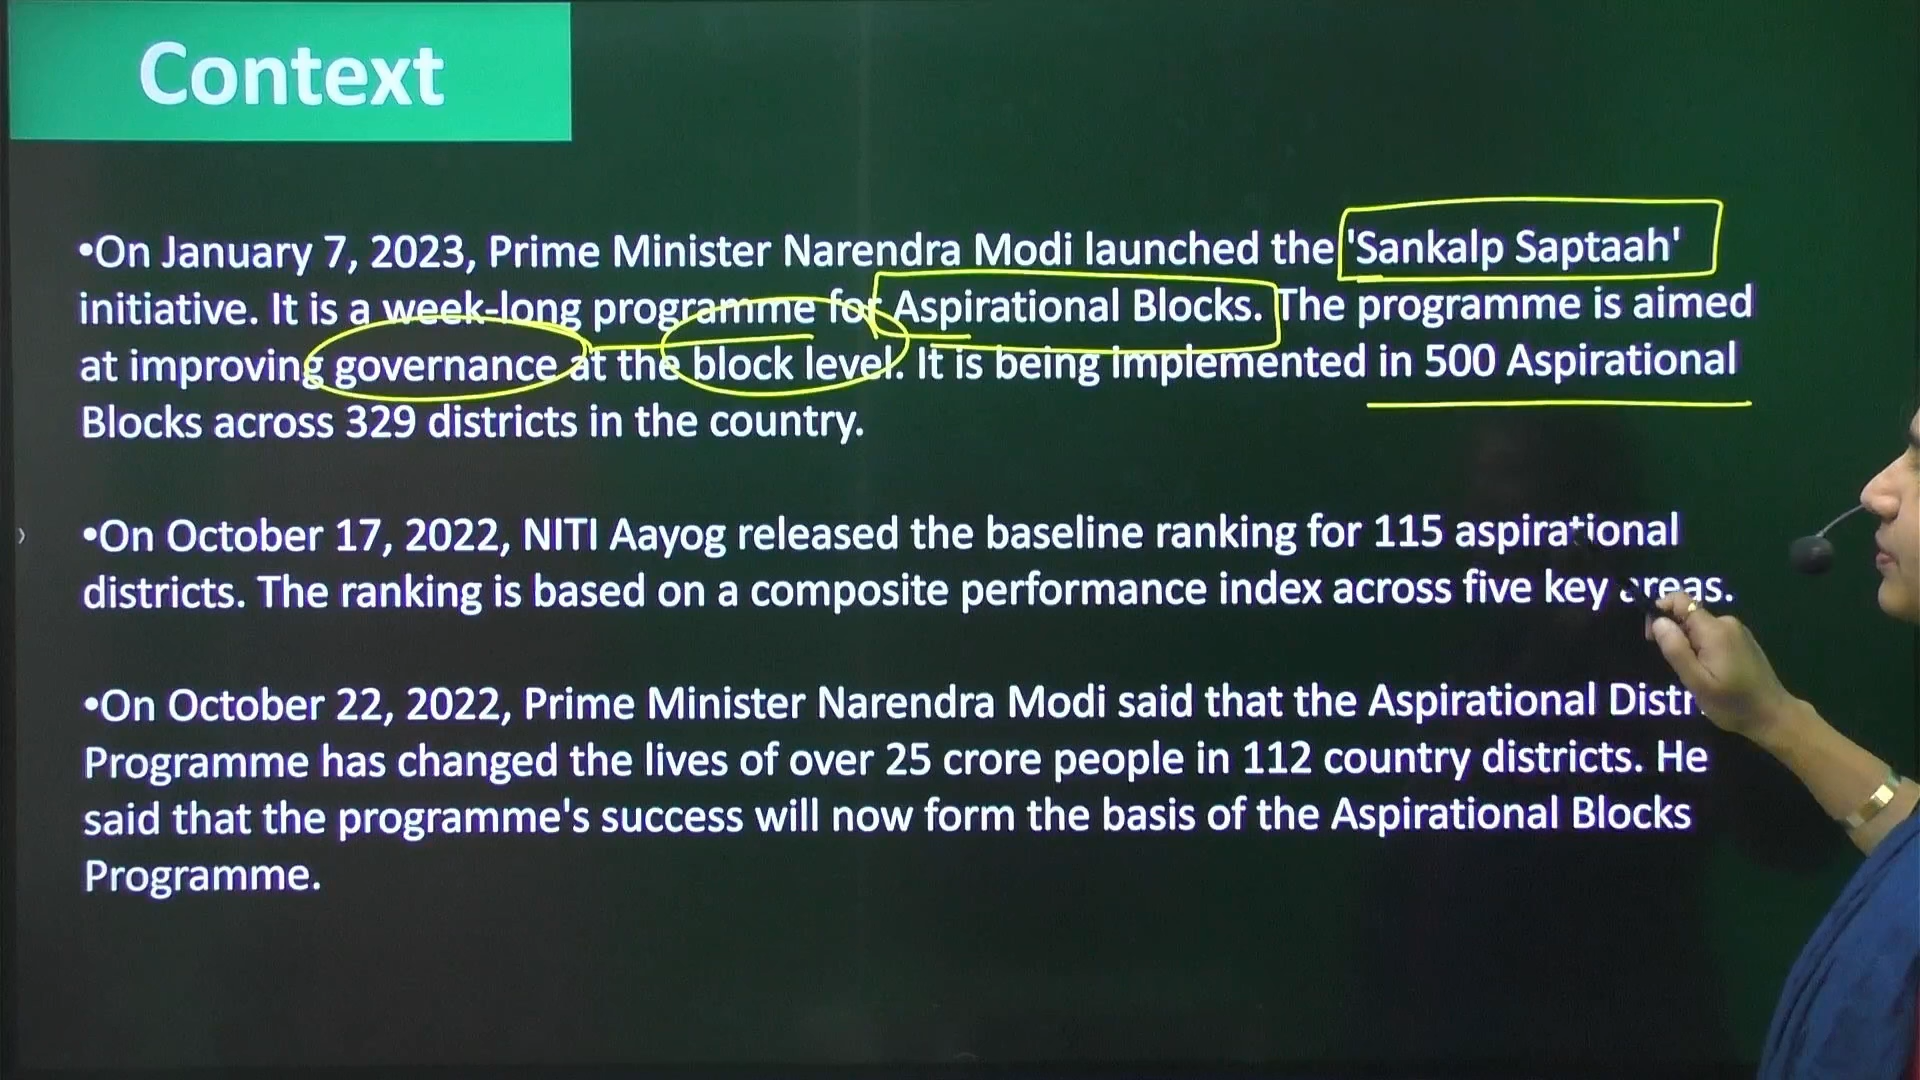 Context
•On January 7, 2023, Prime Minister Narendra Modi launched the 'Sankalp Saptaah'
initiative. It is a week-long programme for Aspirational Blocks. The programme is aimed
at improving governance at the block level. It is being implemented in 500 Aspirational
Blocks across 329 districts in the country.
•On October 17, 2022, NITI Aayog released the baseline ranking for 115 aspirational
districts. The ranking is based on a composite performance index across five key areas.
•On October 22, 2022, Prime Minister Narendra Modi said that the Aspirational
Programme has changed the lives of over 25 crore people in 112 country districts. He
said that the programme's success will now form the basis of the Aspirational Blocks
Programme.